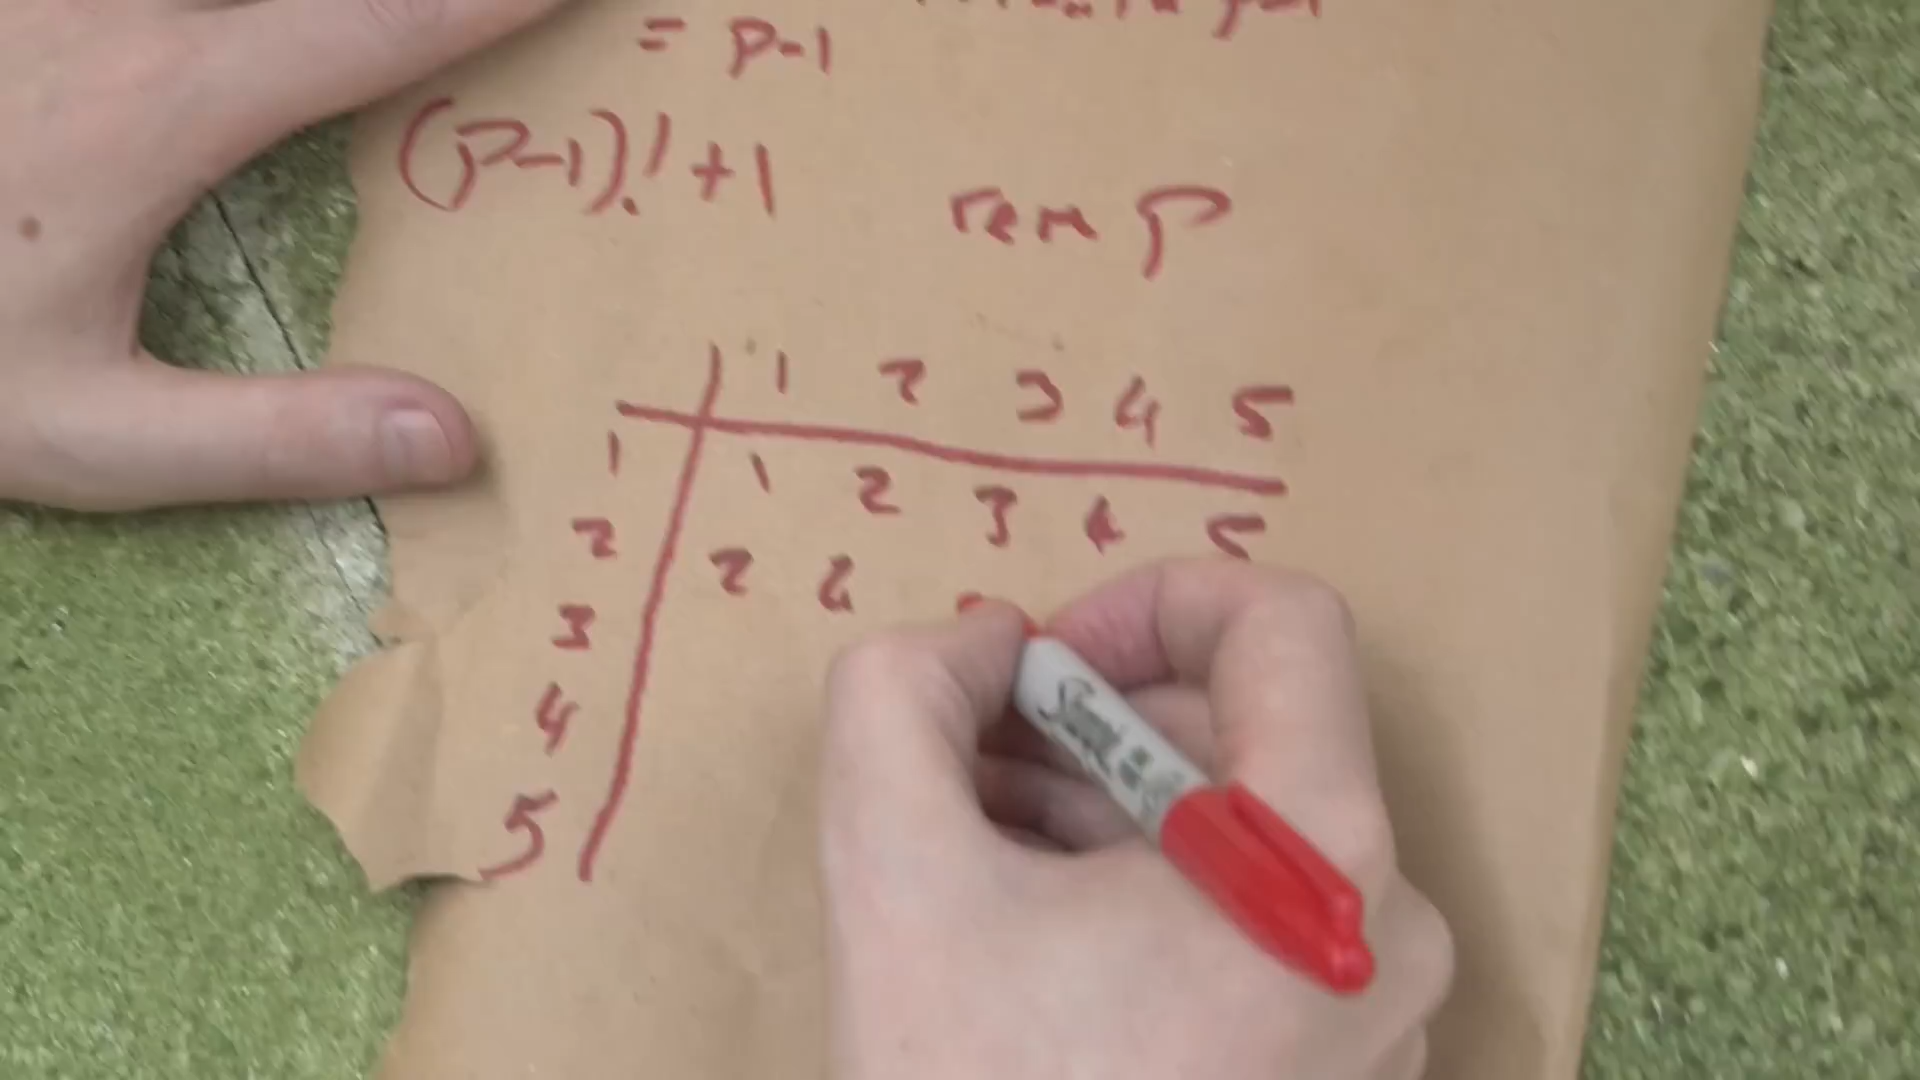 = p-1
(p-1)! + 1 rem p
1 2 3 4 5
1 1 2 3 4 5
2 2 4
3
4
5
Sharpie